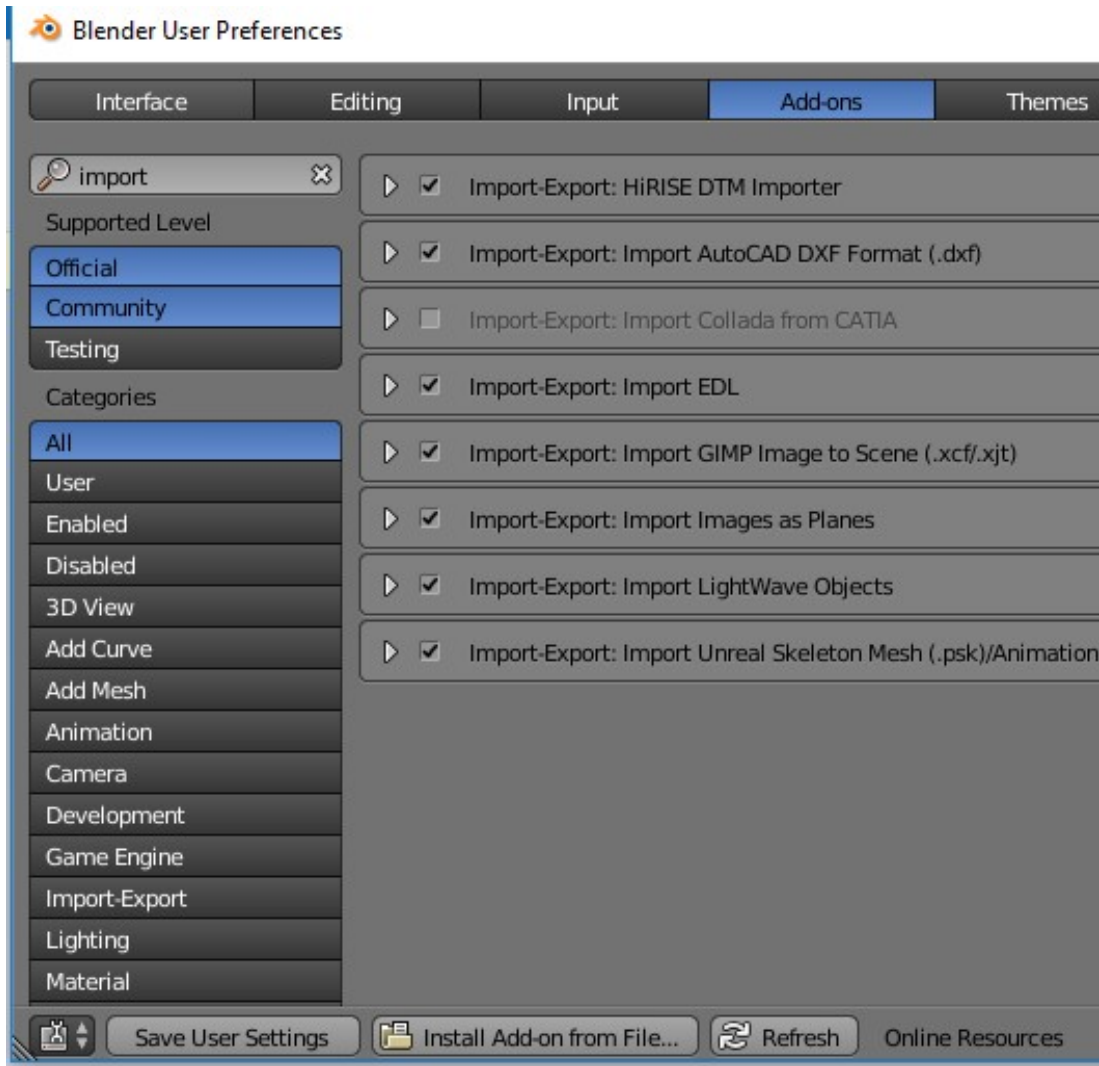 Blender User Preferences
Interface Editing Input Add-ons Themes
import
Supported Level
Official
Community
Testing
Categories
All
User
Enabled
Disabled
3D View
Add Curve
Add Mesh
Animation
Camera
Development
Game Engine
Import-Export
Lighting
Material
Import-Export: HiRISE DTM Importer
Import-Export: Import AutoCAD DXF Format (.dxf)
Import-Export: Import Collada from CATIA
Import-Export: Import EDL
Import-Export: Import GIMP Image to Scene (.xcf/.xjt)
Import-Export: Import Images as Planes
Import-Export: Import LightWave Objects
Import-Export: Import Unreal Skeleton Mesh (.psk)/Animation
Save User Settings Install Add-on from File... Refresh Online Resources